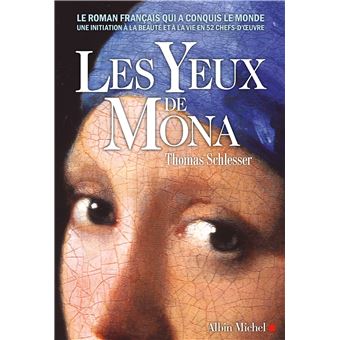 LE ROMAN FRANÇAIS QUI A CONQUIS LE MONDE
UNE INITIATION À LA BEAUTÉ ET À LA VIE EN 52 CHEFS-D'ŒUVRE
LES YEUX
DE
MONA
Thomas Schlesser
Albin Michel